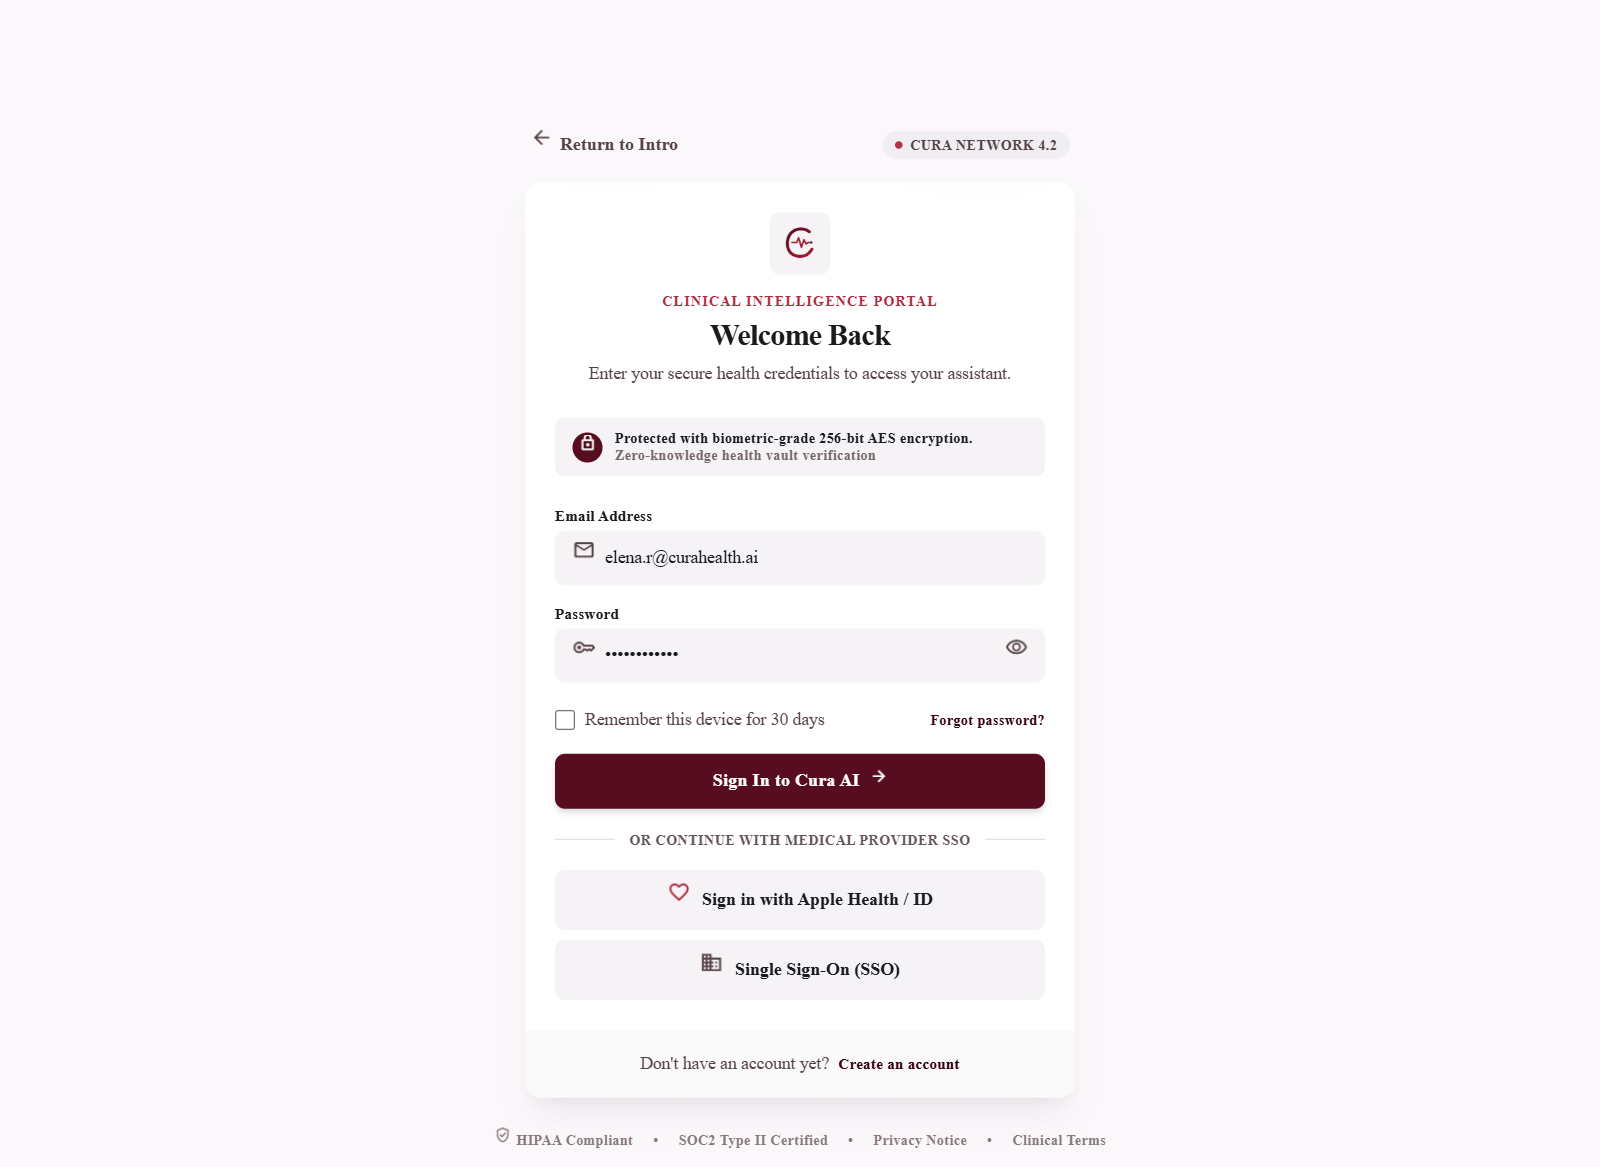 Return to Intro
CURA NETWORK 4.2
CLINICAL INTELLIGENCE PORTAL
Welcome Back
Enter your secure health credentials to access your assistant.
Protected with biometric-grade 256-bit AES encryption.
Zero-knowledge health vault verification
Email Address
elena.r@curahealth.ai
Password
••••••••••••
Remember this device for 30 days
Forgot password?
Sign In to Cura AI
OR CONTINUE WITH MEDICAL PROVIDER SSO
Sign in with Apple Health / ID
Single Sign-On (SSO)
Don't have an account yet? Create an account
HIPAA Compliant • SOC2 Type II Certified • Privacy Notice • Clinical Terms